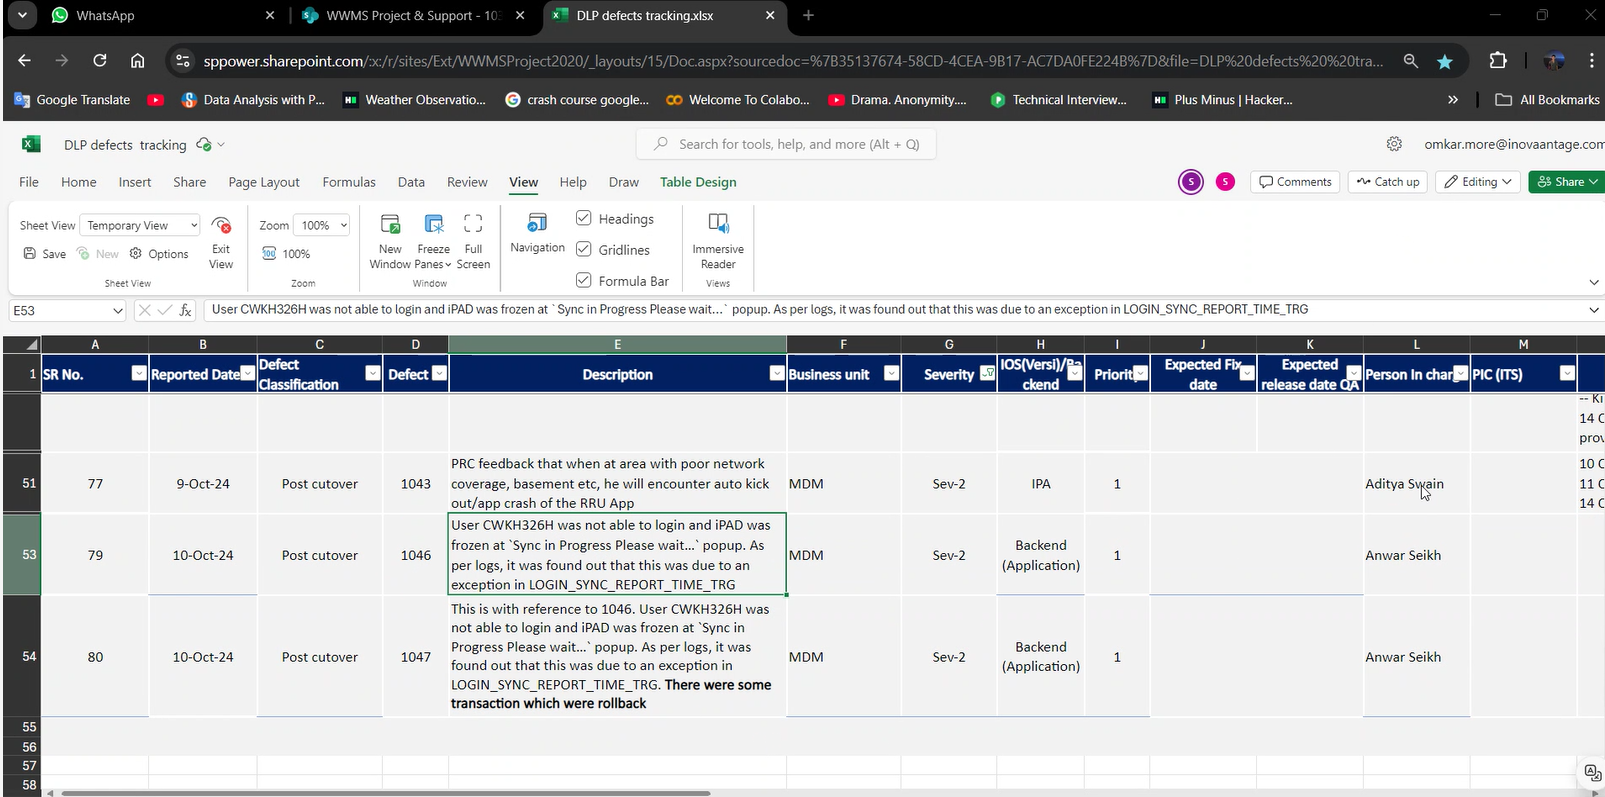 WhatsApp
WWMS Project & Support - 103
DLP defects tracking.xlsx
sppower.sharepoint.com/:x:/r/sites/Ext/WWMSProject2020/_layouts/15/Doc.aspx?sourcedoc=%7B35137674-58CD-4CEA-9B17-AC7DA0FE224B%7D&file=DLP%20defects%20%20tra...
Google Translate
Data Analysis with P...
Weather Observatio...
crash course google...
Welcome To Colabo...
Drama. Anonymity....
Technical Interview...
Plus Minus | Hacker...
All Bookmarks
DLP defects tracking
Search for tools, help, and more (Alt + Q)
omkar.more@inovaantage.com
File Home Insert Share Page Layout Formulas Data Review View Help Draw Table Design
S S Comments Catch up Editing Share
Sheet View Temporary View
Save New Options
Exit View
Sheet View
Zoom 100%
100%
Zoom
New Window
Freeze Panes
Full Screen
Window
Navigation
Headings
Gridlines
Formula Bar
Immersive Reader
Views
E53
fx
User CWKH326H was not able to login and iPAD was frozen at `Sync in Progress Please wait...` popup. As per logs, it was found out that this was due to an exception in LOGIN_SYNC_REPORT_TIME_TRG
A B C D E F G H I J K L M
1 SR No. Reported Date Defect Classification Defect Description Business unit Severity IOS(Versi)/Backend Priorit Expected Fix date Expected release date QA Person In charg PIC (ITS)
-- Ki
14 O
prov
51 77 9-Oct-24 Post cutover 1043
PRC feedback that when at area with poor network
coverage, basement etc, he will encounter auto kick
out/app crash of the RRU App
MDM Sev-2 IPA 1 Aditya Swain
10 O
11 O
14 O
53 79 10-Oct-24 Post cutover 1046
User CWKH326H was not able to login and iPAD was
frozen at `Sync in Progress Please wait...` popup. As
per logs, it was found out that this was due to an
exception in LOGIN_SYNC_REPORT_TIME_TRG
MDM Sev-2 Backend (Application) 1 Anwar Seikh
54 80 10-Oct-24 Post cutover 1047
This is with reference to 1046. User CWKH326H was
not able to login and iPAD was frozen at `Sync in
Progress Please wait...` popup. As per logs, it was
found out that this was due to an exception in
LOGIN_SYNC_REPORT_TIME_TRG. There were some
transaction which were rollback
MDM Sev-2 Backend (Application) 1 Anwar Seikh
55
56
57
58